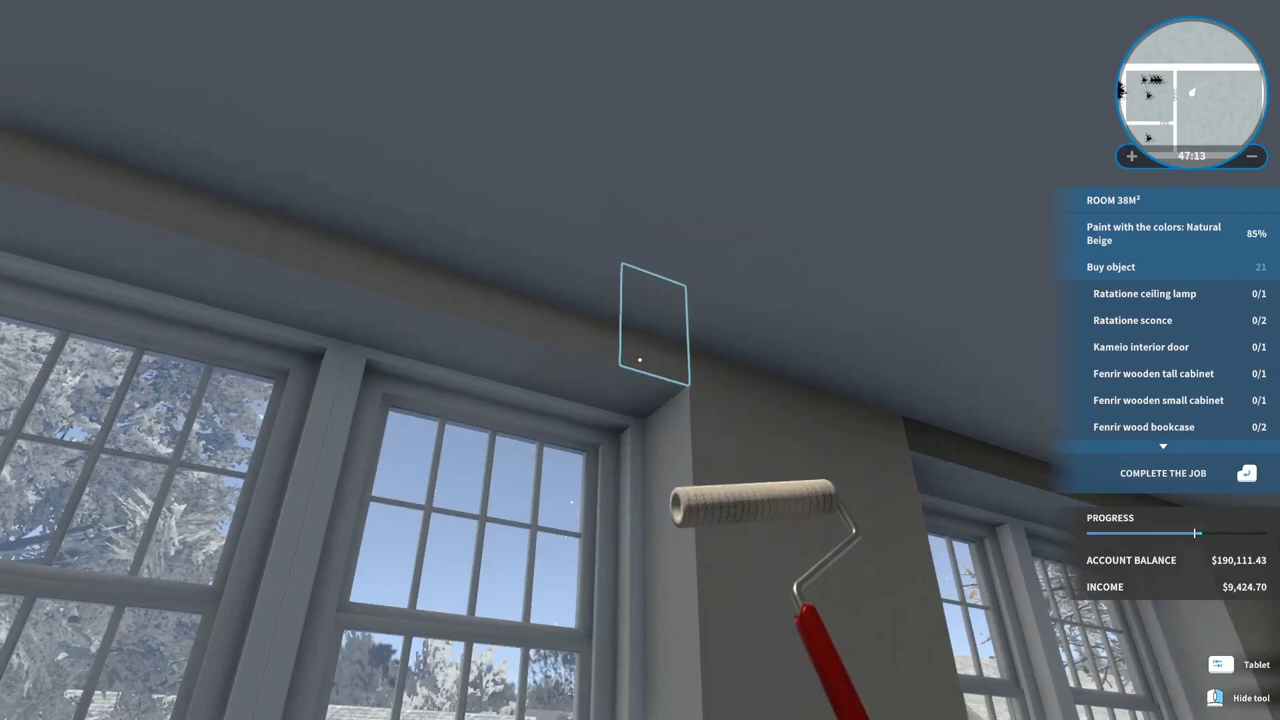 47:13
ROOM 38M²
Paint with the colors: Natural
Beige
85%
Buy object 21
Ratatione ceiling lamp 0/1
Ratatione sconce 0/2
Kameio interior door 0/1
Fenrir wooden tall cabinet 0/1
Fenrir wooden small cabinet 0/1
Fenrir wood bookcase 0/2
COMPLETE THE JOB
PROGRESS
ACCOUNT BALANCE $190,111.43
INCOME $9,424.70
Tablet
Hide tool